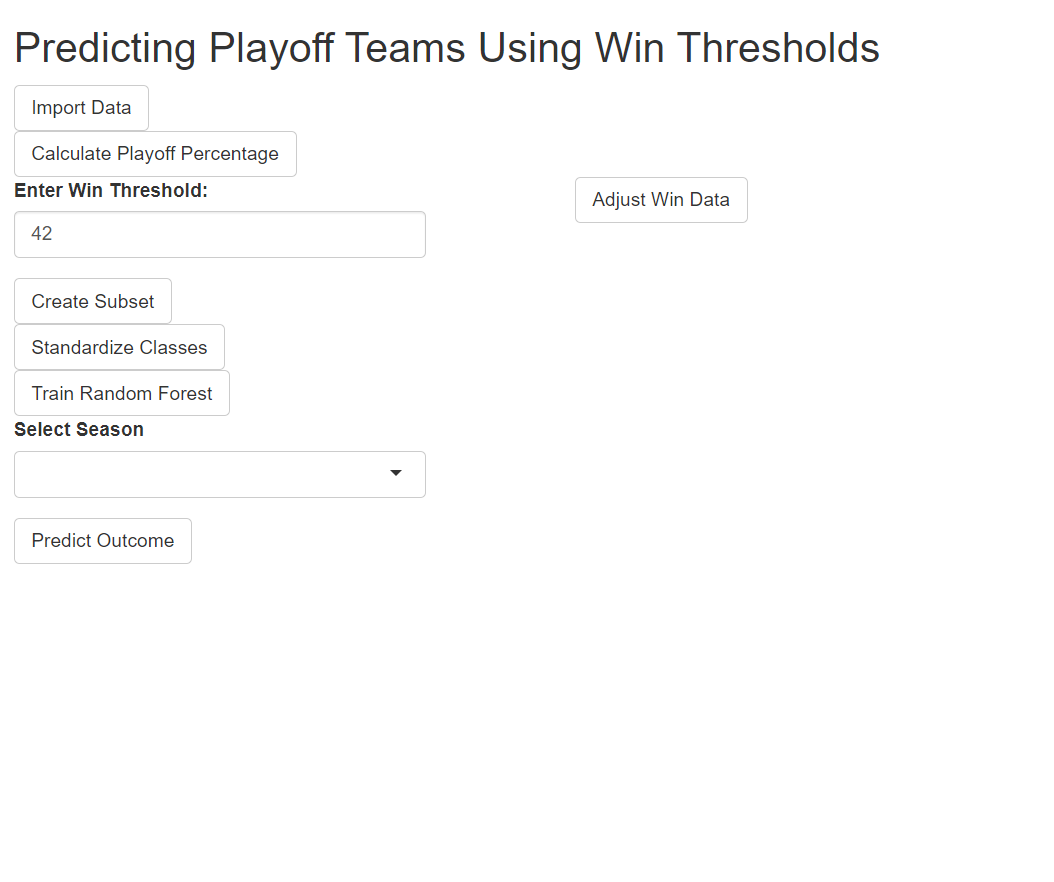 Predicting Playoff Teams Using Win Thresholds
Import Data
Calculate Playoff Percentage
Enter Win Threshold:
Adjust Win Data
42
Create Subset
Standardize Classes
Train Random Forest
Select Season
Predict Outcome